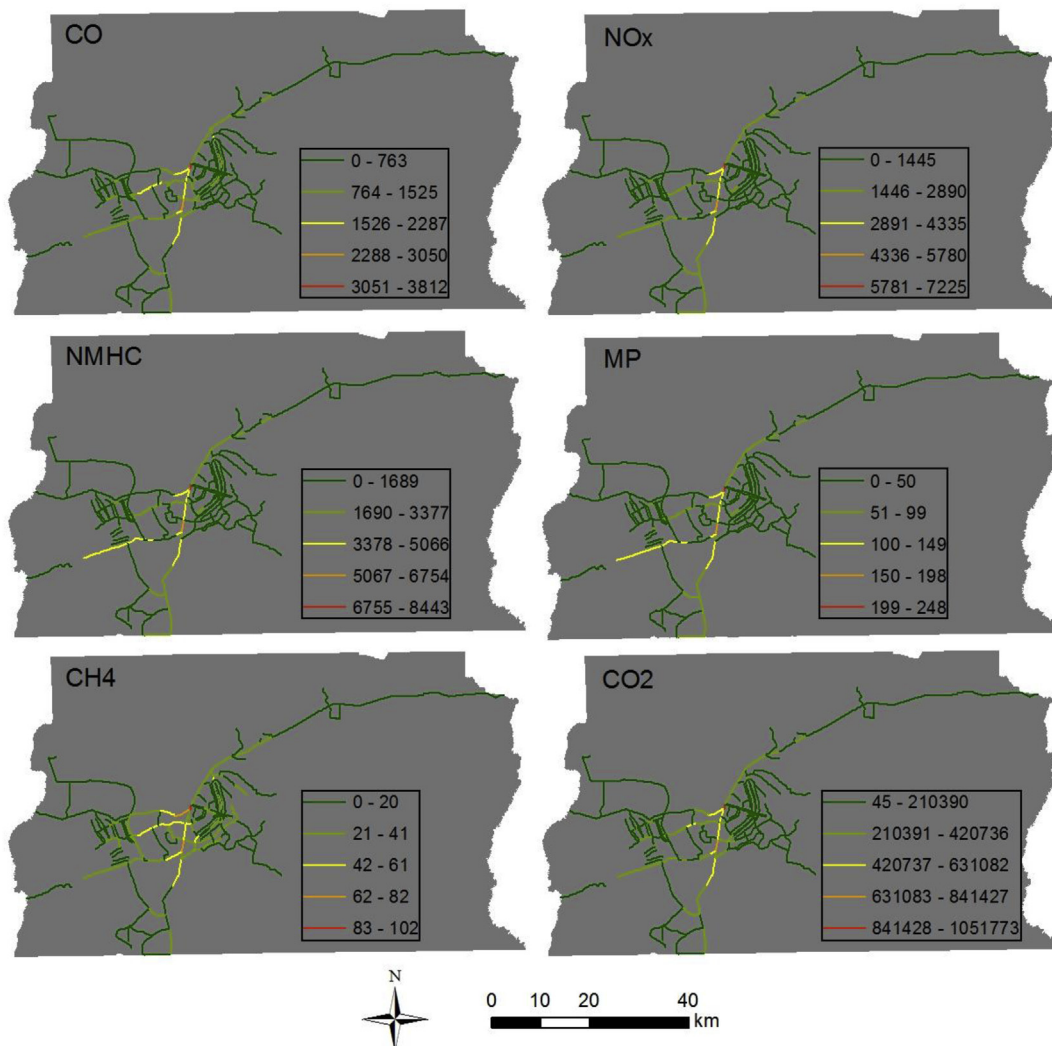 CO
0 - 763
764 - 1525
1526 - 2287
2288 - 3050
3051 - 3812
NOx
0 - 1445
1446 - 2890
2891 - 4335
4336 - 5780
5781 - 7225
NMHC
0 - 1689
1690 - 3377
3378 - 5066
5067 - 6754
6755 - 8443
MP
0 - 50
51 - 99
100 - 149
150 - 198
199 - 248
CH4
0 - 20
21 - 41
42 - 61
62 - 82
83 - 102
CO2
45 - 210390
210391 - 420736
420737 - 631082
631083 - 841427
841428 - 1051773
N
0 10 20 40
km